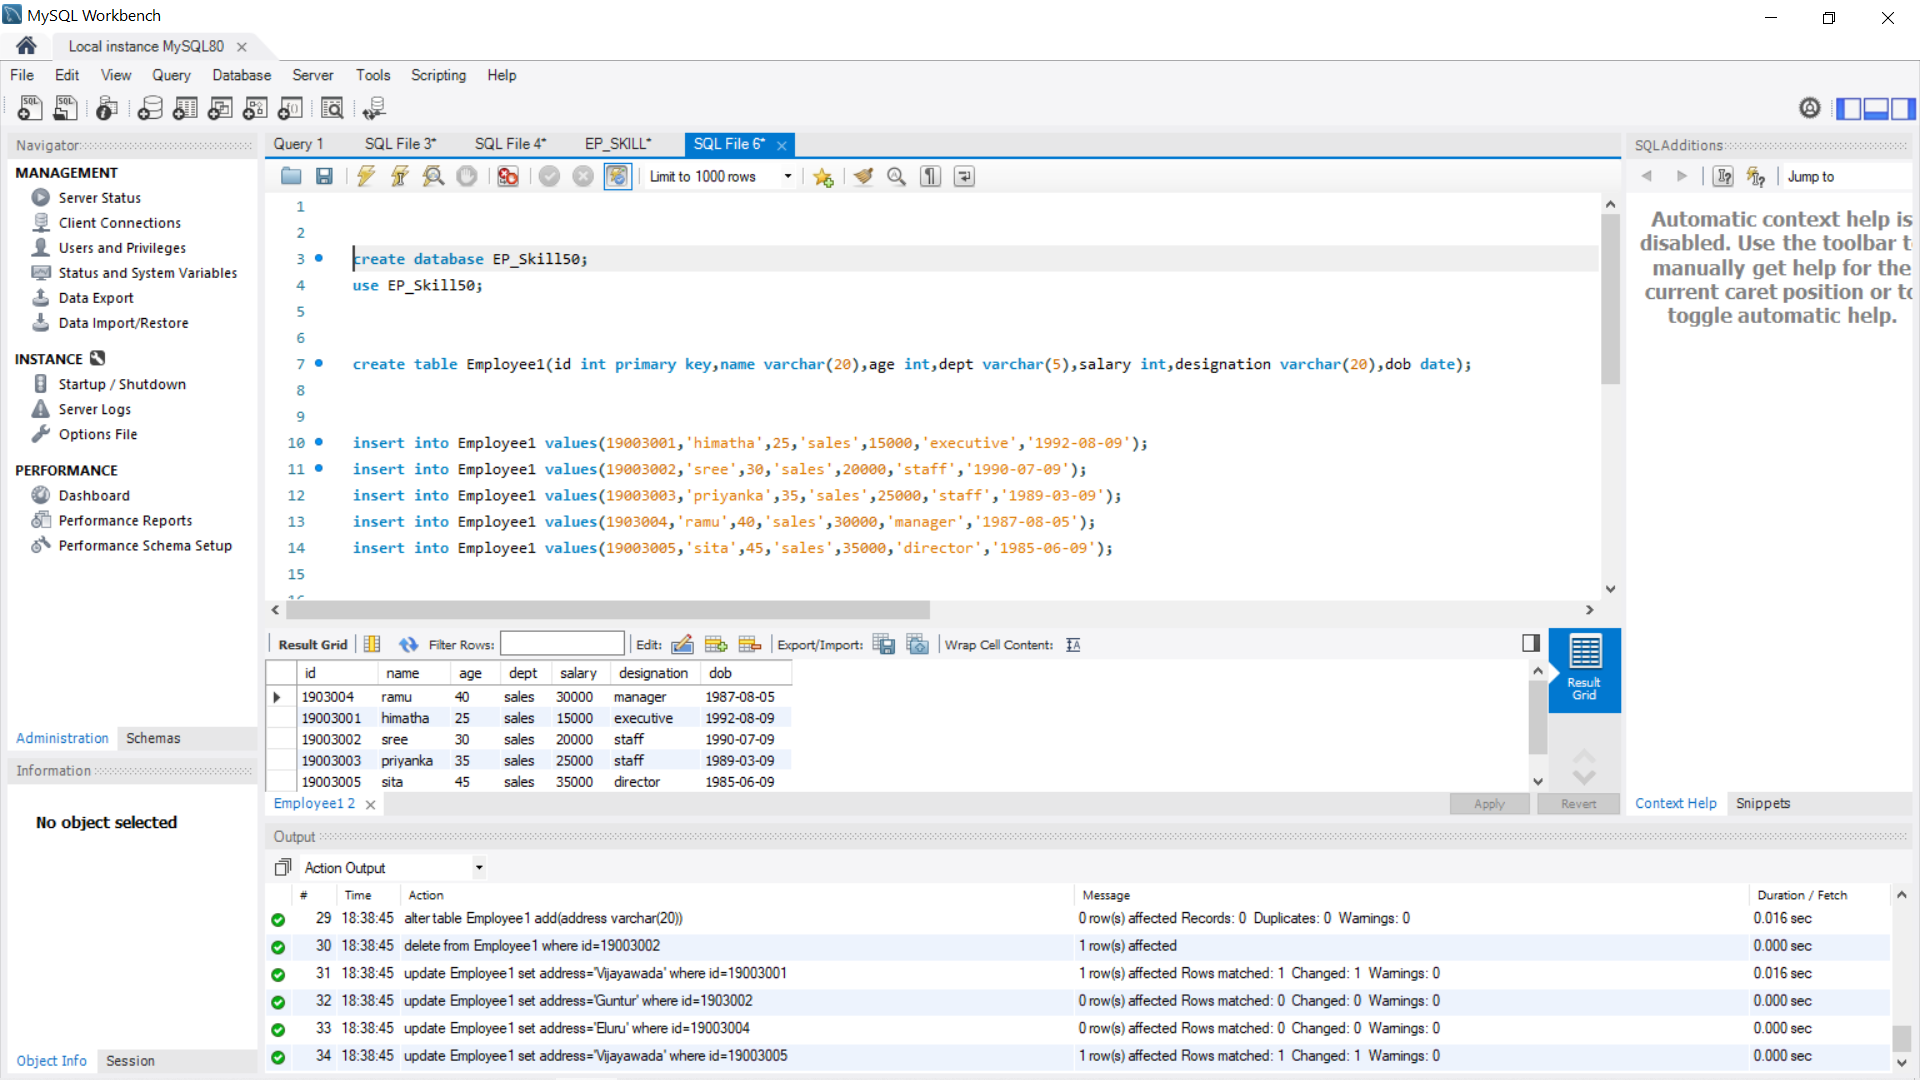 MySQL Workbench
Local instance MySQL80
File Edit View Query Database Server Tools Scripting Help
Navigator
MANAGEMENT
Server Status
Client Connections
Users and Privileges
Status and System Variables
Data Export
Data Import/Restore
INSTANCE
Startup / Shutdown
Server Logs
Options File
PERFORMANCE
Dashboard
Performance Reports
Performance Schema Setup
Administration Schemas
Information
No object selected
Object Info Session
Query 1 SQL File 3* SQL File 4* EP_SKILL* SQL File 6*
Limit to 1000 rows
1
2
3 create database EP_Skill50;
4 use EP_Skill50;
5
6
7 create table Employee1(id int primary key,name varchar(20),age int,dept varchar(5),salary int,designation varchar(20),dob date);
8
9
10 insert into Employee1 values(19003001,'himatha',25,'sales',15000,'executive','1992-08-09');
11 insert into Employee1 values(19003002,'sree',30,'sales',20000,'staff','1990-07-09');
12 insert into Employee1 values(19003003,'priyanka',35,'sales',25000,'staff','1989-03-09');
13 insert into Employee1 values(1903004,'ramu',40,'sales',30000,'manager','1987-08-05');
14 insert into Employee1 values(19003005,'sita',45,'sales',35000,'director','1985-06-09');
15
16
Result Grid Filter Rows: Edit: Export/Import: Wrap Cell Content:
id name age dept salary designation dob
1903004 ramu 40 sales 30000 manager 1987-08-05
19003001 himatha 25 sales 15000 executive 1992-08-09
19003002 sree 30 sales 20000 staff 1990-07-09
19003003 priyanka 35 sales 25000 staff 1989-03-09
19003005 sita 45 sales 35000 director 1985-06-09
Result
Grid
Employee1 2
Apply Revert
SQLAdditions
Jump to
Automatic context help is
disabled. Use the toolbar t
manually get help for the
current caret position or to
toggle automatic help.
Context Help Snippets
Output
Action Output
# Time Action Message Duration / Fetch
29 18:38:45 alter table Employee1 add(address varchar(20)) 0 row(s) affected Records: 0 Duplicates: 0 Warnings: 0 0.016 sec
30 18:38:45 delete from Employee1 where id=19003002 1 row(s) affected 0.000 sec
31 18:38:45 update Employee1 set address='Vijayawada' where id=19003001 1 row(s) affected Rows matched: 1 Changed: 1 Warnings: 0 0.016 sec
32 18:38:45 update Employee1 set address='Guntur' where id=1903002 0 row(s) affected Rows matched: 0 Changed: 0 Warnings: 0 0.000 sec
33 18:38:45 update Employee1 set address='Eluru' where id=19003004 0 row(s) affected Rows matched: 0 Changed: 0 Warnings: 0 0.000 sec
34 18:38:45 update Employee1 set address='Vijayawada' where id=19003005 1 row(s) affected Rows matched: 1 Changed: 1 Warnings: 0 0.000 sec